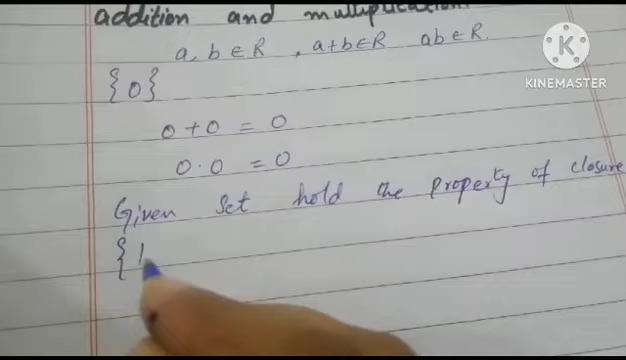 addition and multiplication.
a, b ∈ R , a+b ∈ R ab ∈ R.
{0}
0+0 = 0
0·0 = 0
Given set hold the property of closure
{1
K
KINEMASTER